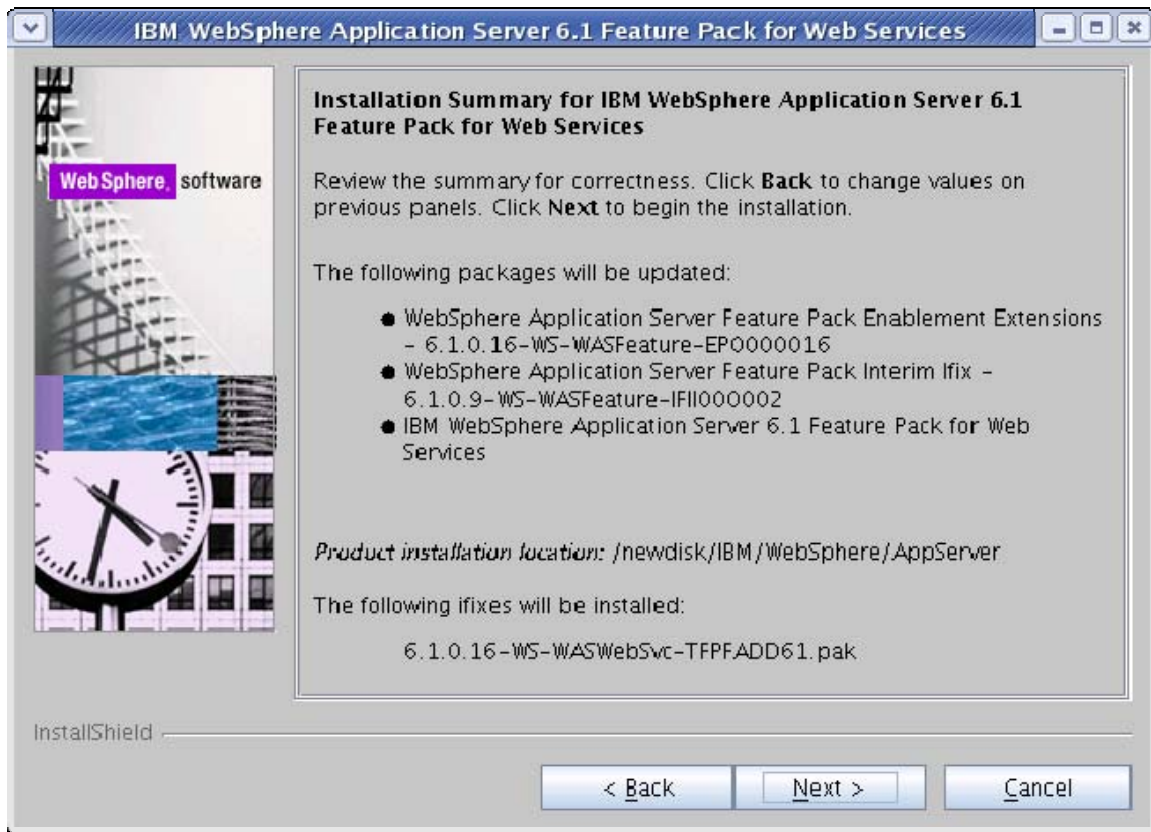 IBM WebSphere Application Server 6.1 Feature Pack for Web Services
WebSphere. software
Installation Summary for IBM WebSphere Application Server 6.1
Feature Pack for Web Services
Review the summary for correctness. Click Back to change values on
previous panels. Click Next to begin the installation.
The following packages will be updated:
● WebSphere Application Server Feature Pack Enablement Extensions
– 6.1.0.16-WS-WASFeature-EPO000016
● WebSphere Application Server Feature Pack Interim Ifix –
6.1.0.9-WS-WASFeature-IFII000002
● IBM WebSphere Application Server 6.1 Feature Pack for Web
Services
Product installation location: /newdisk/IBM/WebSphere/AppServer
The following ifixes will be installed:
6.1.0.16-WS-WASWebSvc-TFPFADD61.pak
InstallShield
< Back
Next >
Cancel